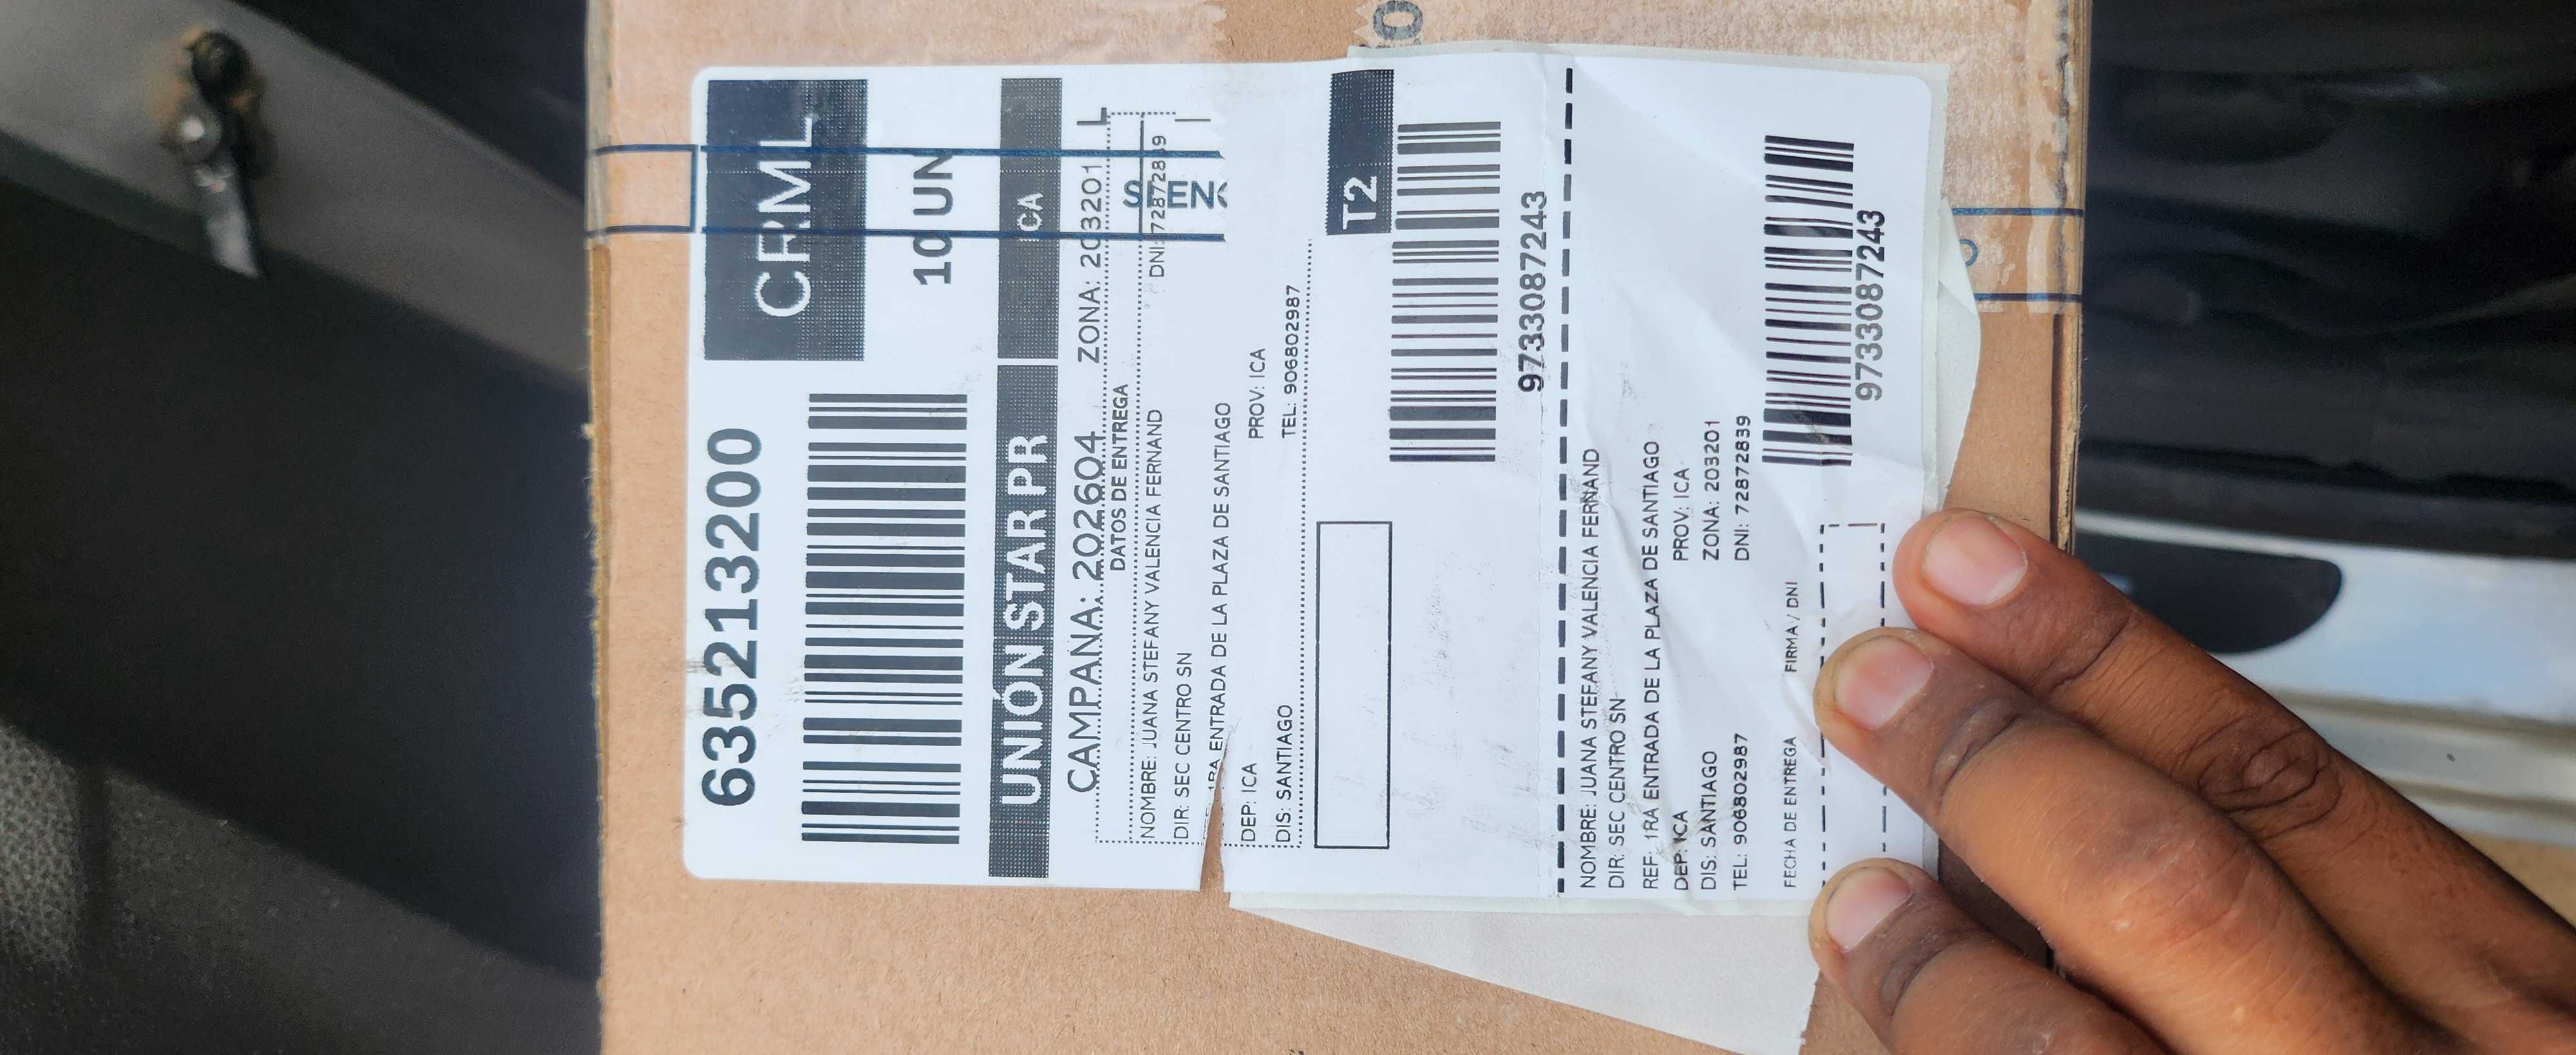 6352113200
CRML
10 UN
UNIÓN STAR PR
ICA
CAMPANA: 202604 ZONA: 203201 L
DATOS DE ENTREGA
NOMBRE: JUANA STEFANY VALENCIA FERNAND DNI: 72872839
DIR: SEC CENTRO SN
1RA ENTRADA DE LA PLAZA DE SANTIAGO
DEP: ICA PROV: ICA
DIS: SANTIAGO TEL: 906802987
T2
9733087243
NOMBRE: JUANA STEFANY VALENCIA FERNAND
DIR: SEC CENTRO SN
REF: 1RA ENTRADA DE LA PLAZA DE SANTIAGO
DEP: ICA PROV: ICA
DIS: SANTIAGO ZONA: 203201
TEL: 906802987 DNI: 72872839
FECHA DE ENTREGA FIRMA / DNI
9733087243